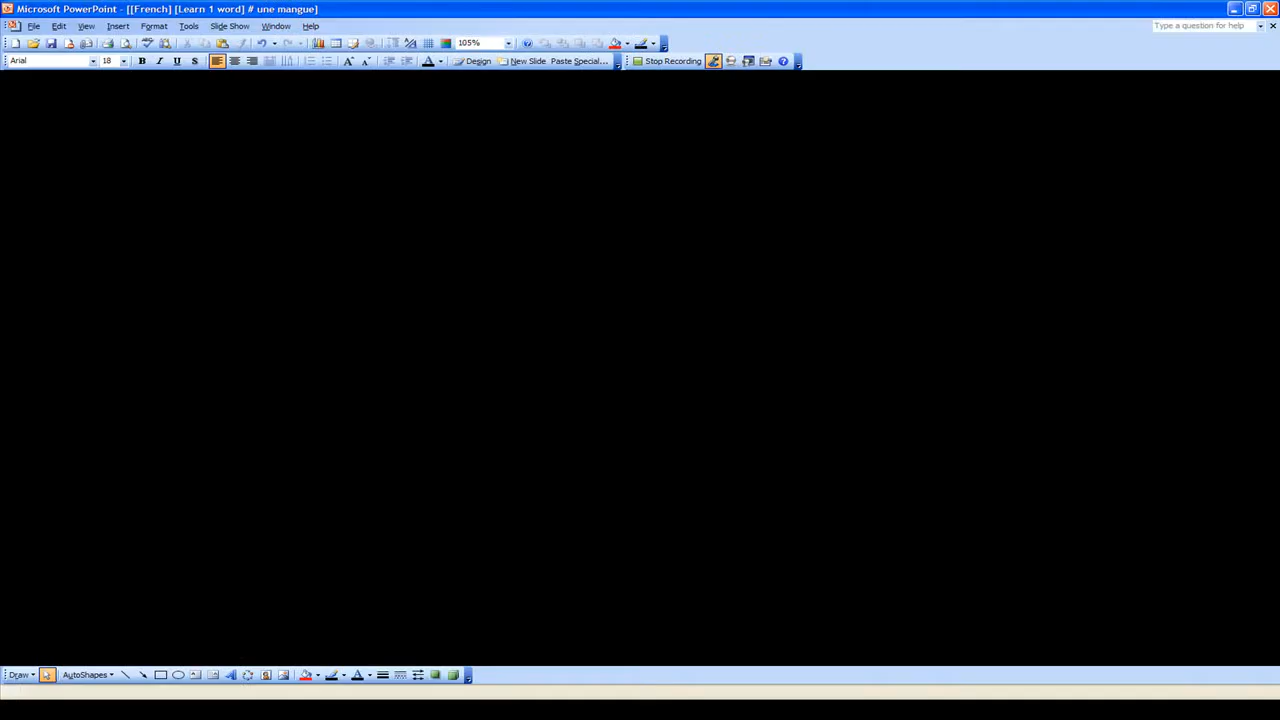 Microsoft PowerPoint - [[French] [Learn 1 word] # une mangue]
File Edit View Insert Format Tools Slide Show Window Help Type a question for help
105%
Arial 18 B I U S A Design New Slide Paste Special... Stop Recording
Draw AutoShapes A